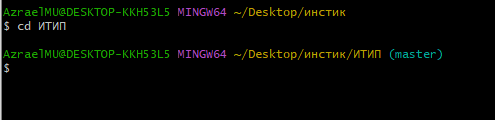 AzraelMU@DESKTOP-KKH53L5 MINGW64 ~/Desktop/инстик
$ cd ИТИП
AzraelMU@DESKTOP-KKH53L5 MINGW64 ~/Desktop/инстик/ИТИП (master)
$